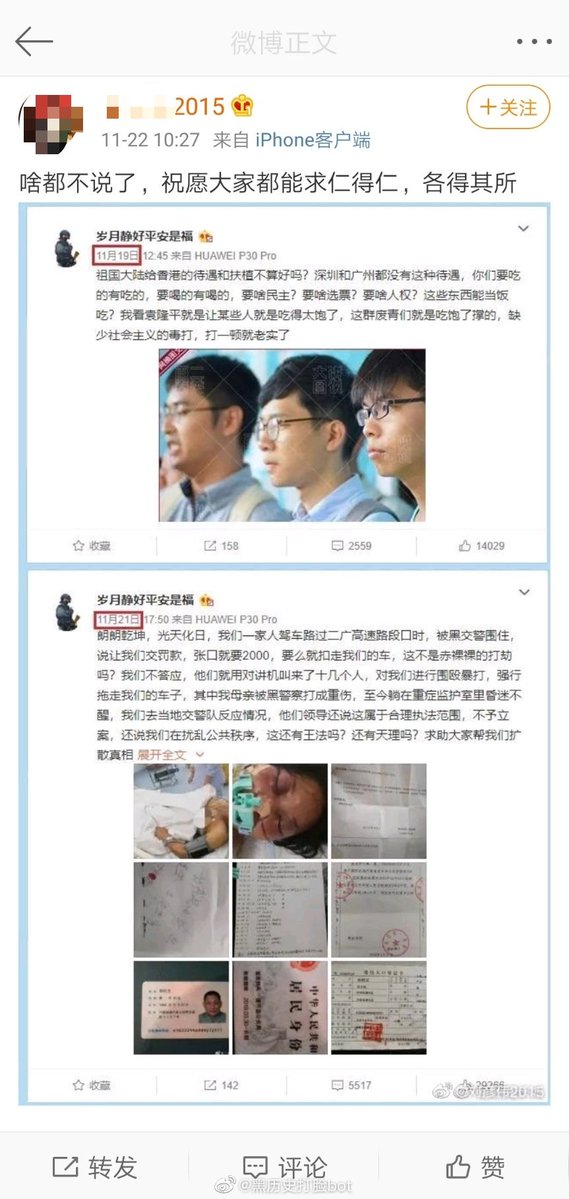 微博正文
2015
+关注
11-22 10:27 来自 iPhone客户端
啥都不说了，祝愿大家都能求仁得仁，各得其所
岁月静好平安是福
11月19日 12:45 来自 HUAWEI P30 Pro
祖国大陆给香港的待遇和扶植不算好吗？深圳和广州都没有这种待遇，你们要吃
的有吃的，要喝的有喝的，要啥民主？要啥选票？要啥人权？这些东西能当饭
吃？我看袁隆平就是让某些人就是吃得太饱了，这群废青们就是吃饱了撑的，缺
少社会主义的毒打，打一顿就老实了
收藏 158 2559 14029
岁月静好平安是福
11月21日 17:50 来自 HUAWEI P30 Pro
朗朗乾坤，光天化日，我们一家人驾车路过二广高速路段口时，被黑交警围住，
说让我们交罚款，张口就要2000，要么就扣走我们的车，这不是赤裸裸的打劫
吗？我们不答应，他们就用对讲机叫来了十几个人，对我们进行围殴暴打，强行
拖走我们的车子，其中我母亲被黑警察打成重伤，至今躺在重症监护室里昏迷不
醒，我们去当地交警队反应情况，他们领导还说这属于合理执法范围，不予立
案，还说我们在扰乱公共秩序，这还有王法吗？还有天理吗？求助大家帮我们扩
散真相 展开全文
中华人民共和
居民身份
收藏 142 5517 29266
转发 评论 赞
@黑历史打脸bot